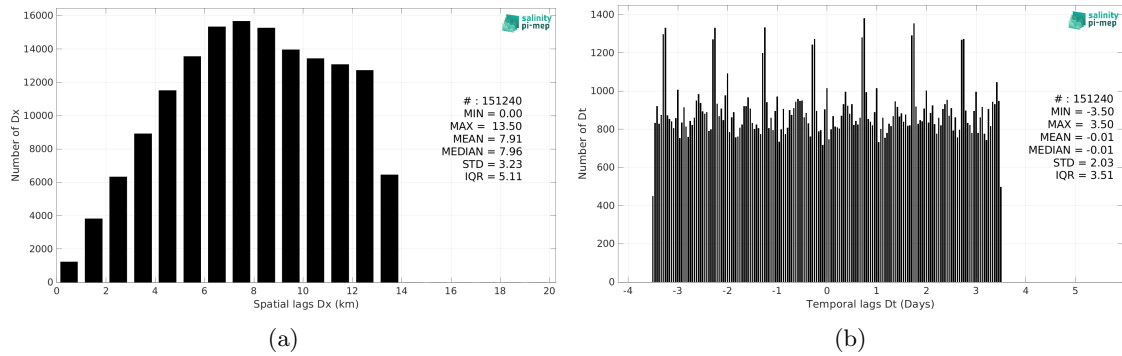 16000
14000
12000
10000
8000
6000
4000
2000
0
Number of Dx
salinity
pi-mep
# : 151240
MIN = 0.00
MAX = 13.50
MEAN = 7.91
MEDIAN = 7.96
STD = 3.23
IQR = 5.11
0 2 4 6 8 10 12 14 16 18 20
Spatial lags Dx (km)
(a)
1400
1200
1000
800
600
400
200
0
Number of Dt
salinity
pi-mep
# : 151240
MIN = -3.50
MAX = 3.50
MEAN = -0.01
MEDIAN = -0.01
STD = 2.03
IQR = 3.51
-4 -3 -2 -1 0 1 2 3 4 5
Temporal lags Dt (Days)
(b)